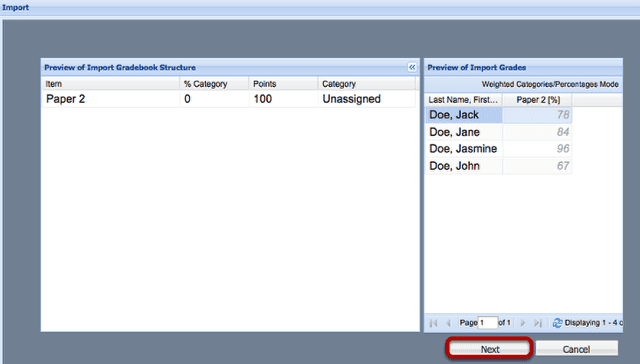 Import
Preview of Import Gradebook Structure
Item % Category Points Category
Paper 2 0 100 Unassigned
Preview of Import Grades
Weighted Categories/Percentages Mode
Last Name, First... Paper 2 [%]
Doe, Jack 78
Doe, Jane 84
Doe, Jasmine 96
Doe, John 67
Page 1 of 1 Displaying 1 - 4 c
Next Cancel